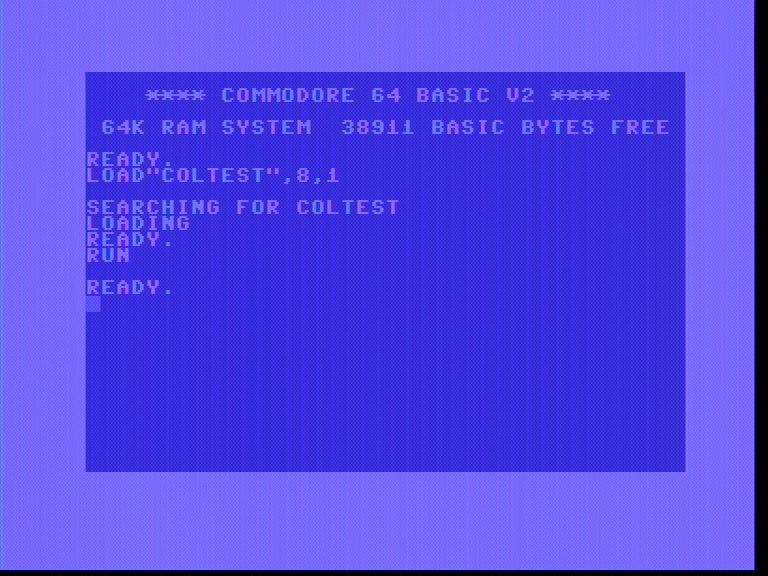 **** COMMODORE 64 BASIC V2 ****
64K RAM SYSTEM  38911 BASIC BYTES FREE
READY.
LOAD"COLTEST",8,1
SEARCHING FOR COLTEST
LOADING
READY.
RUN
READY.